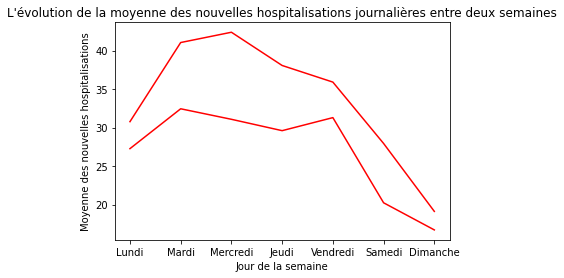 L'évolution de la moyenne des nouvelles hospitalisations journalières entre deux semaines
Moyenne des nouvelles hospitalisations
40
35
30
25
20
Lundi Mardi Mercredi Jeudi Vendredi Samedi Dimanche
Jour de la semaine